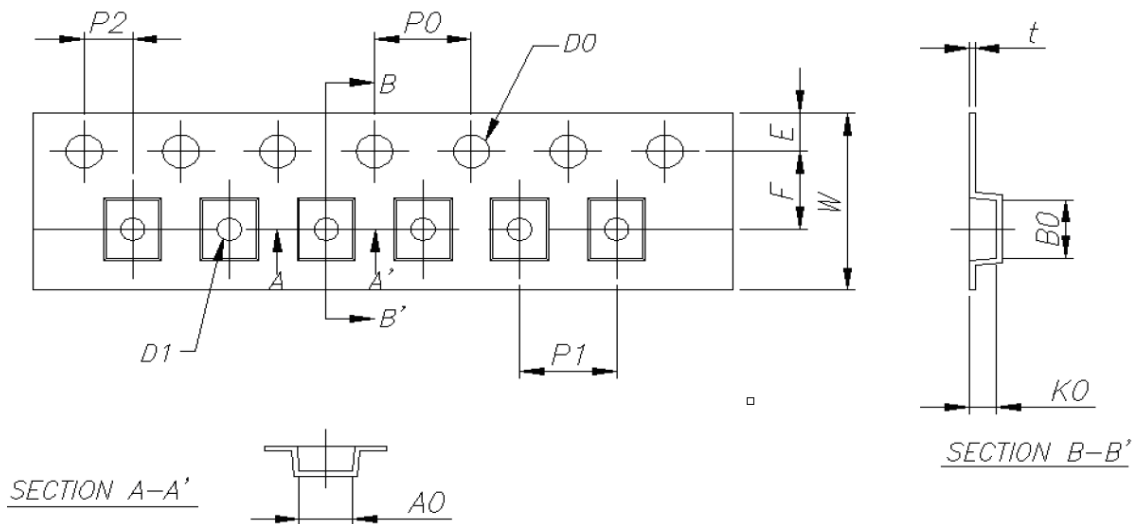 P2
P0
D0
t
B
E
F
W
B0
A
A'
B'
D1
P1
K0
SECTION B-B'
SECTION A-A'
A0